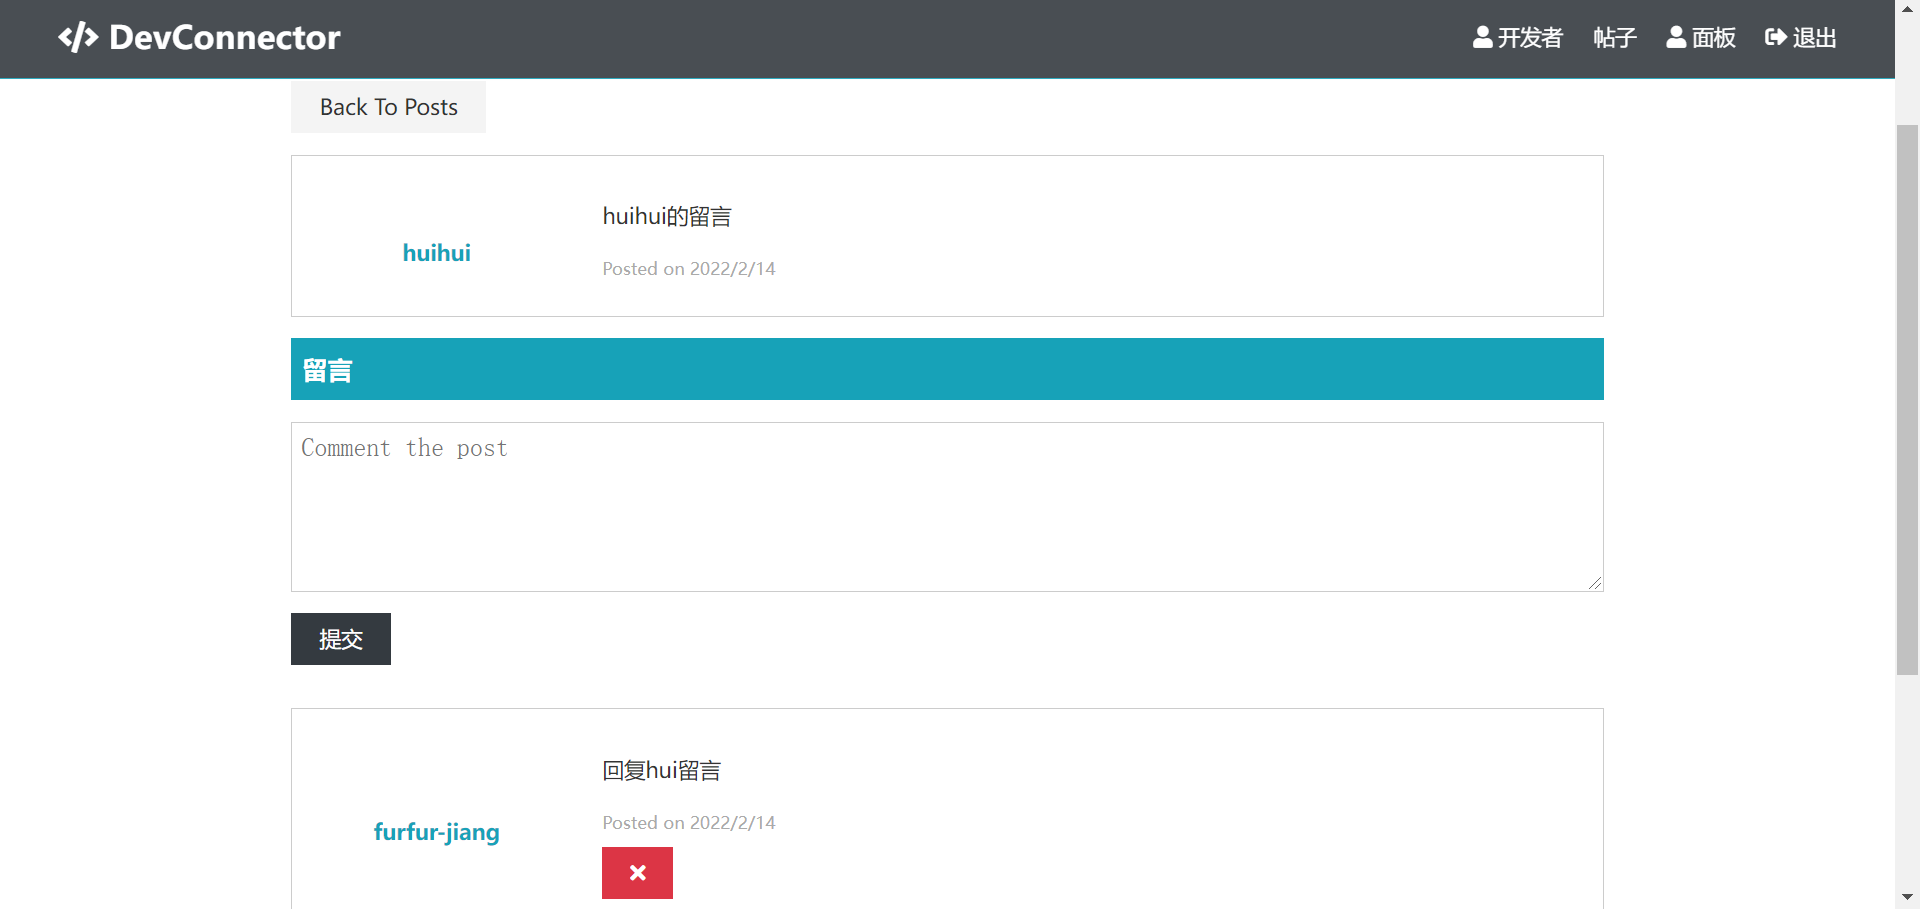 DevConnector
开发者 帖子 面板 退出
Back To Posts
huihui的留言
huihui
Posted on 2022/2/14
留言
Comment the post
提交
回复hui留言
Posted on 2022/2/14
furfur-jiang